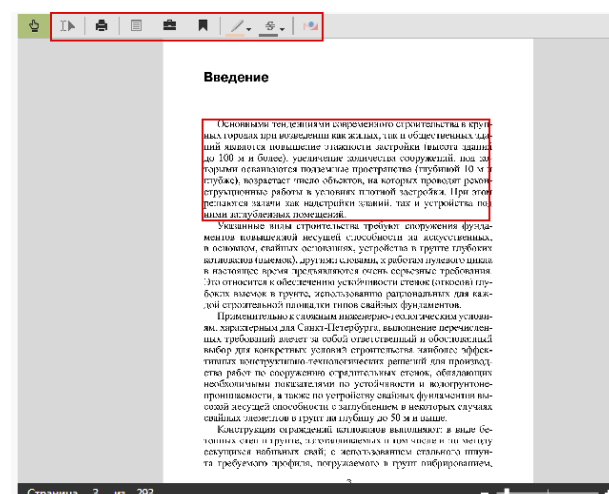 Введение
Основными тенденциями современного строительства в круп-
ных городах при возведении как жилых, так и общественных зда-
ний являются повышение этажности застройки (высота зданий
до 100 м и более), увеличение количества сооружений, под ко-
торыми осваиваются подземные пространства (глубиной 10 м и
глубже), возрастает число объектов, на которых проводят рекон-
струкционные работы в условиях плотной застройки. При этом
решаются задачи как надстройки зданий, так и устройства под
ними заглубленных помещений.
Указанные виды строительства требуют сооружения фунда-
ментов повышенной несущей способности на искусственных,
в основном, свайных основаниях, устройства в грунте глубоких
котлованов (выемок), другими словами, к работам нулевого цикла
в настоящее время предъявляются очень серьезные требования.
Это относится к обеспечению устойчивости стенок (откосов) глу-
боких выемок в грунте, использованию рациональных для каж-
дой строительной площадки типов свайных фундаментов.
Применительно к сложным инженерно-геологическим услови-
ям, характерным для Санкт-Петербурга, выполнение перечислен-
ных требований влечет за собой ответственный и обоснованный
выбор для конкретных условий строительства наиболее эффек-
тивных конструкционно-технологических решений для производ-
ства работ по сооружению оградительных стенок, обладающих
необходимыми показателями по устойчивости и водогрунтоне-
проницаемости, а также по устройству свайных фундаментов вы-
сокой несущей способности с заглублением в некоторых случаях
свайных элементов в грунт на глубину до 50 м и выше.
Конструкции ограждений котлованов выполняют: в виде бе-
тонных стен в грунте, изготавливаемых в том числе и по методу
секущихся набивных свай; с использованием стального шпун-
та требуемого профиля, погружаемого в грунт вибрированием,
3
Страница 3 из 292